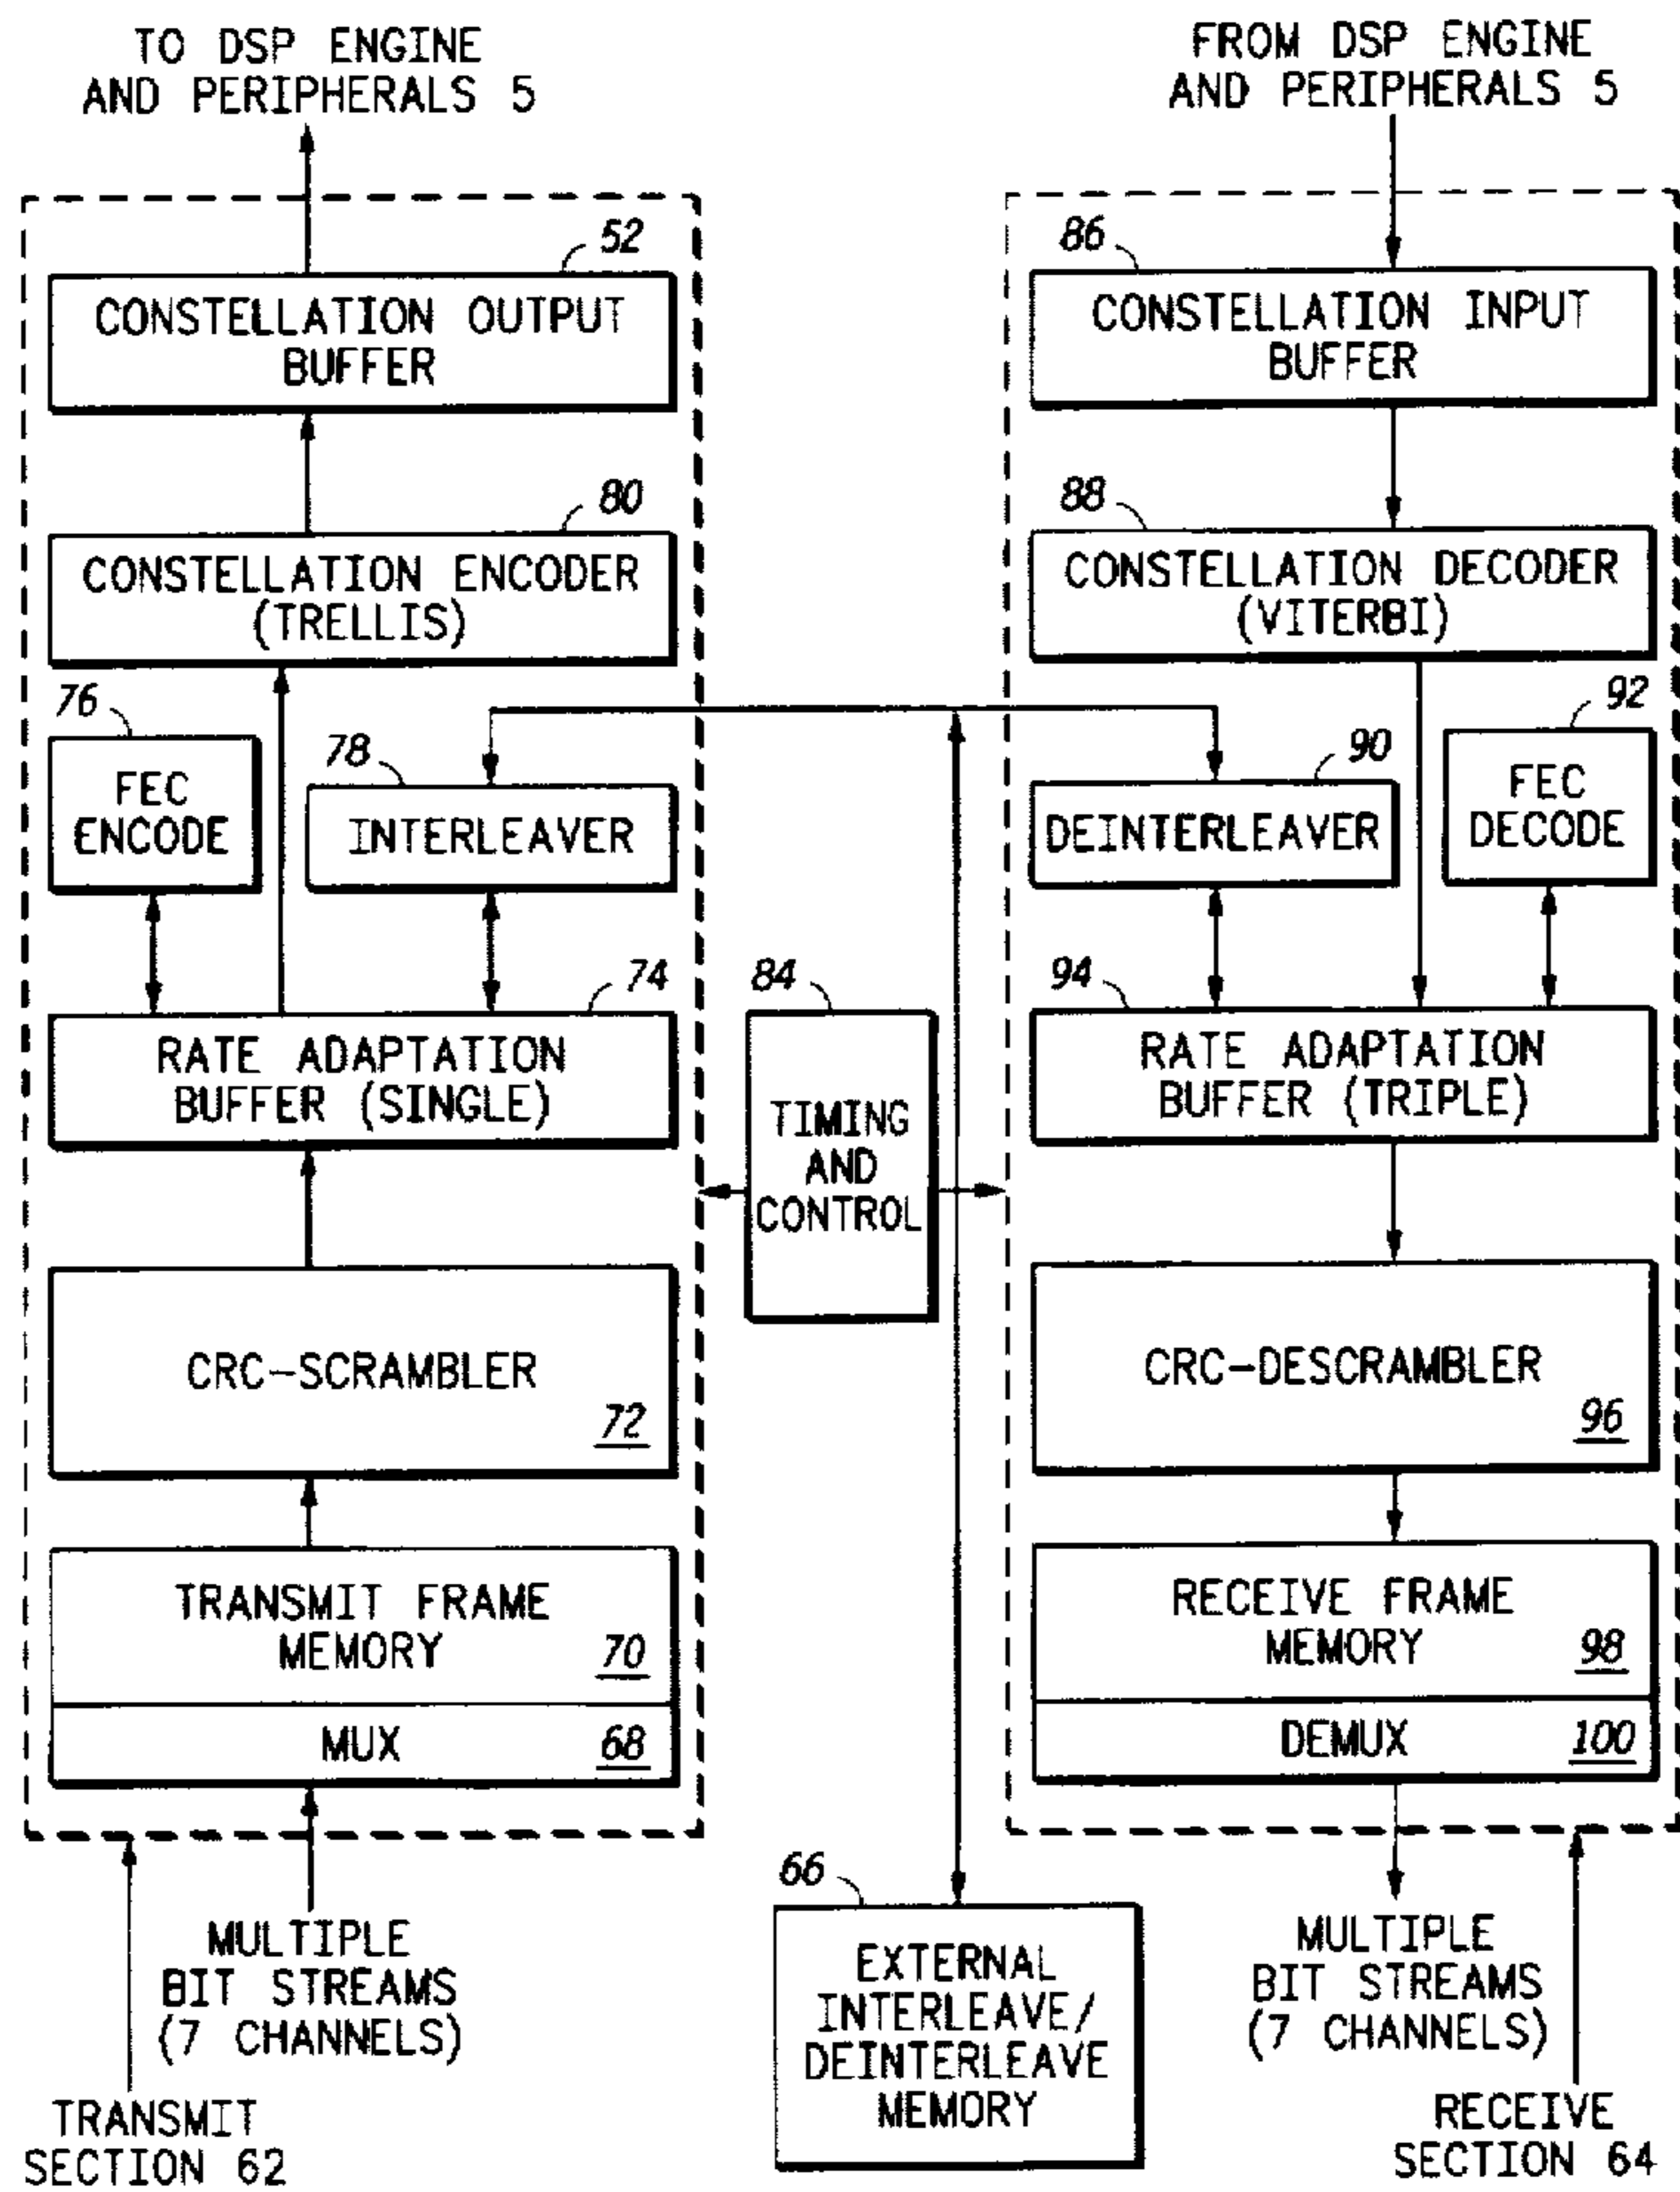 TO DSP ENGINE
AND PERIPHERALS 5
52
CONSTELLATION OUTPUT
BUFFER
80
CONSTELLATION ENCODER
(TRELLIS)
76
FEC
ENCODE
78
INTERLEAVER
74
RATE ADAPTATION
BUFFER (SINGLE)
CRC-SCRAMBLER
72
TRANSMIT FRAME
MEMORY
70
MUX
68
MULTIPLE
BIT STREAMS
(7 CHANNELS)
TRANSMIT
SECTION 62
84
TIMING
AND
CONTROL
66
EXTERNAL
INTERLEAVE/
DEINTERLEAVE
MEMORY
FROM DSP ENGINE
AND PERIPHERALS 5
86
CONSTELLATION INPUT
BUFFER
88
CONSTELLATION DECODER
(VITERBI)
90
DEINTERLEAVER
92
FEC
DECODE
94
RATE ADAPTATION
BUFFER (TRIPLE)
CRC-DESCRAMBLER
96
RECEIVE FRAME
MEMORY
98
DEMUX
100
MULTIPLE
BIT STREAMS
(7 CHANNELS)
RECEIVE
SECTION 64